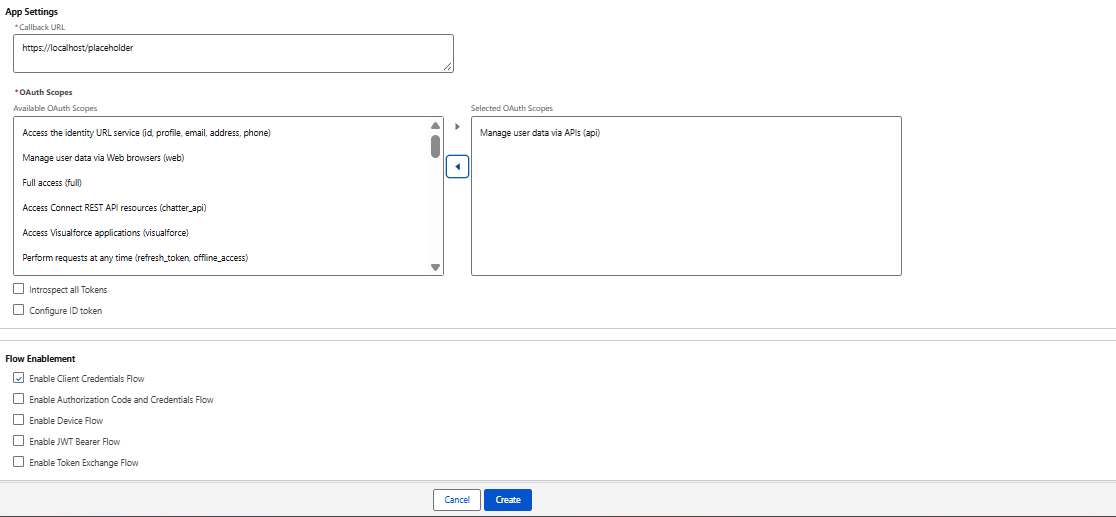 App Settings
*Callback URL
https://localhost/placeholder
*OAuth Scopes
Available OAuth Scopes
Selected OAuth Scopes
Access the identity URL service (id, profile, email, address, phone)
Manage user data via Web browsers (web)
Full access (full)
Access Connect REST API resources (chatter_api)
Access Visualforce applications (visualforce)
Perform requests at any time (refresh_token, offline_access)
Manage user data via APIs (api)
Introspect all Tokens
Configure ID token
Flow Enablement
Enable Client Credentials Flow
Enable Authorization Code and Credentials Flow
Enable Device Flow
Enable JWT Bearer Flow
Enable Token Exchange Flow
Cancel
Create